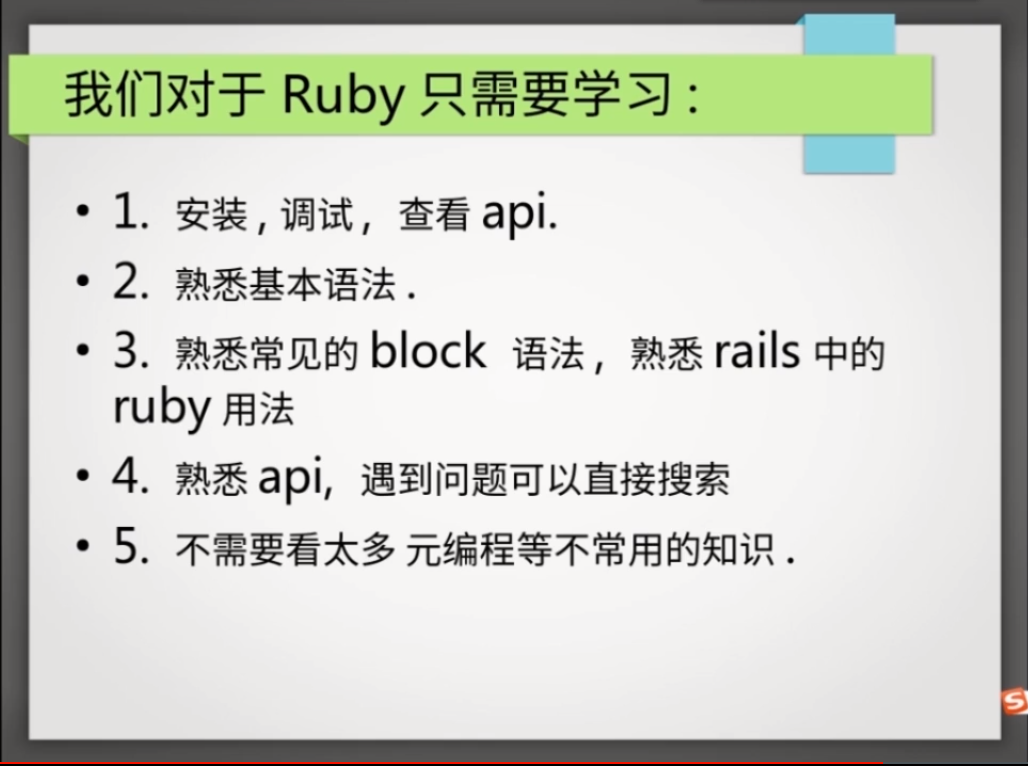 我们对于 Ruby 只需要学习 :
• 1. 安装 , 调试 , 查看 api.
• 2. 熟悉基本语法 .
• 3. 熟悉常见的 block 语法 , 熟悉 rails 中的
ruby 用法
• 4. 熟悉 api, 遇到问题可以直接搜索
• 5. 不需要看太多 元编程等不常用的知识 .
S